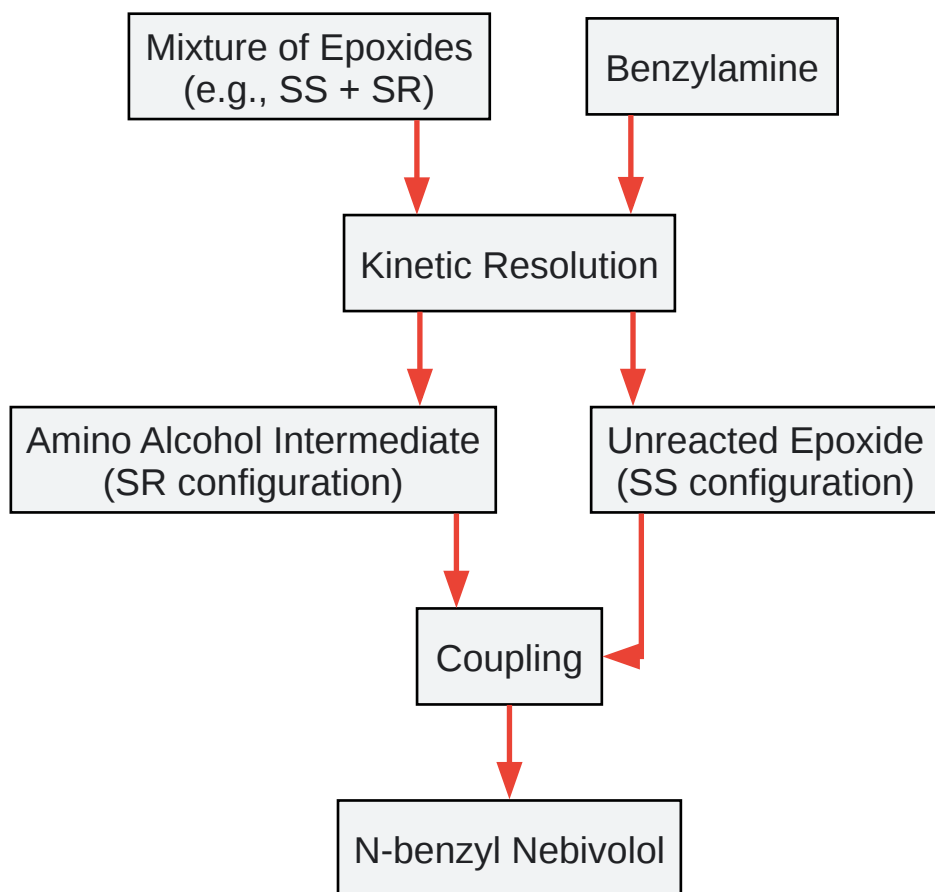 Mixture of Epoxides
(e.g., SS + SR)
Benzylamine
Kinetic Resolution
Amino Alcohol Intermediate
(SR configuration)
Unreacted Epoxide
(SS configuration)
Coupling
N-benzyl Nebivolol